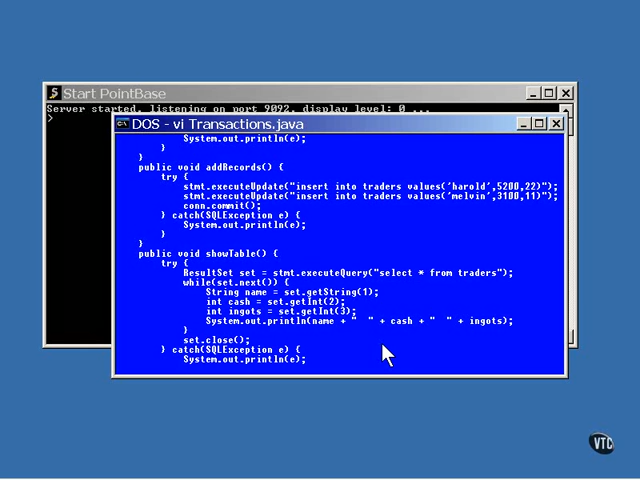 Start PointBase
Server started, listening on port 9092, display level: 0 ...
>
DOS - vi Transactions.java
System.out.println(e);
}
}
public void addRecords() {
try {
stmt.executeUpdate("insert into traders values('harold',5200,22)");
stmt.executeUpdate("insert into traders values('melvin',3100,11)");
conn.commit();
} catch(SQLException e) {
System.out.println(e);
}
}
public void showTable() {
try {
ResultSet set = stmt.executeQuery("select * from traders");
while(set.next()) {
String name = set.getString(1);
int cash = set.getInt(2);
int ingots = set.getInt(3);
System.out.println(name + "  " + cash + "  " + ingots);
}
set.close();
} catch(SQLException e) {
System.out.println(e);
VTC